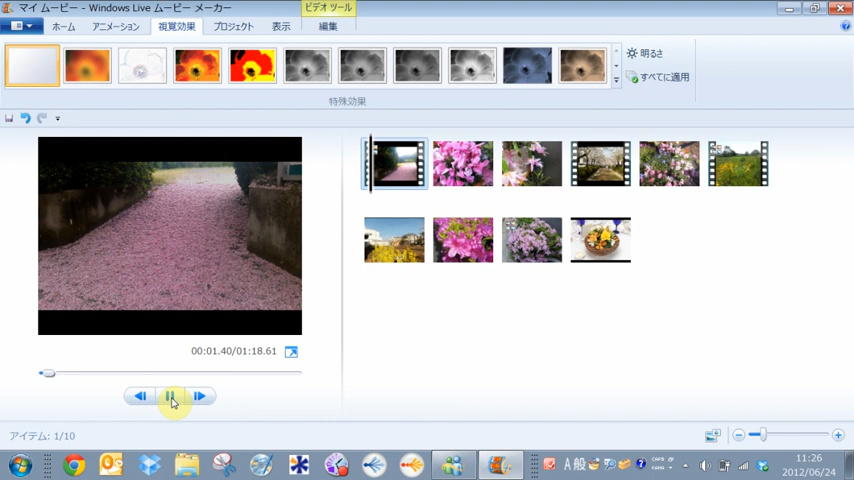 マイ ムービー - Windows Live ムービー メーカー
ビデオ ツール
ホーム アニメーション 視覚効果 プロジェクト 表示 編集
明るさ
すべてに適用
特殊効果
00:01.40/01:18.61
アイテム: 1/10
A 般
CAPS
KANA
11:26
2012/06/24